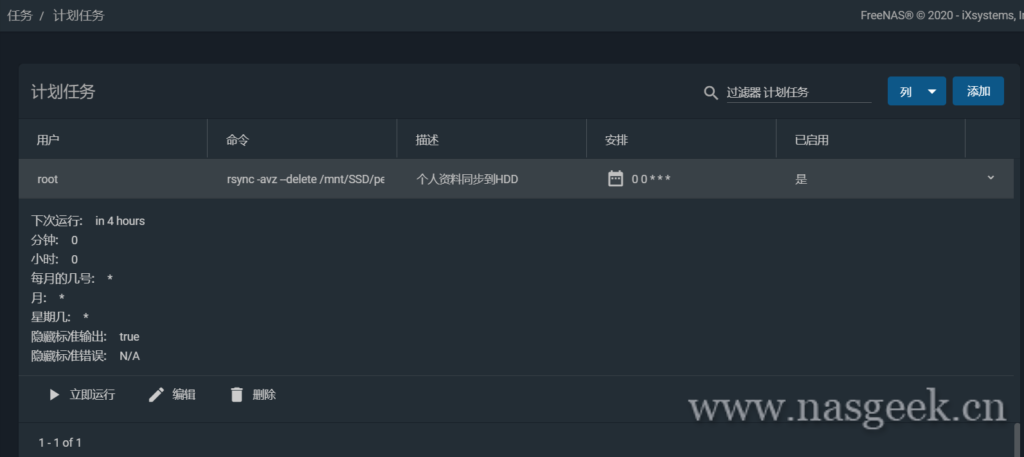 任务 / 计划任务 FreeNAS® © 2020 - iXsystems, In
计划任务 过滤器 计划任务 列 添加
用户 命令 描述 安排 已启用
root rsync -avz --delete /mnt/SSD/pe 个人资料同步到HDD 0 0 * * * 是
下次运行: in 4 hours
分钟: 0
小时: 0
每月的几号: *
月: *
星期几: *
隐藏标准输出: true
隐藏标准错误: N/A
立即运行 编辑 删除
www.nasgeek.cn
1 - 1 of 1